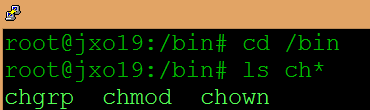 root@jxo19:/bin# cd /bin
root@jxo19:/bin# ls ch*
chgrp  chmod  chown